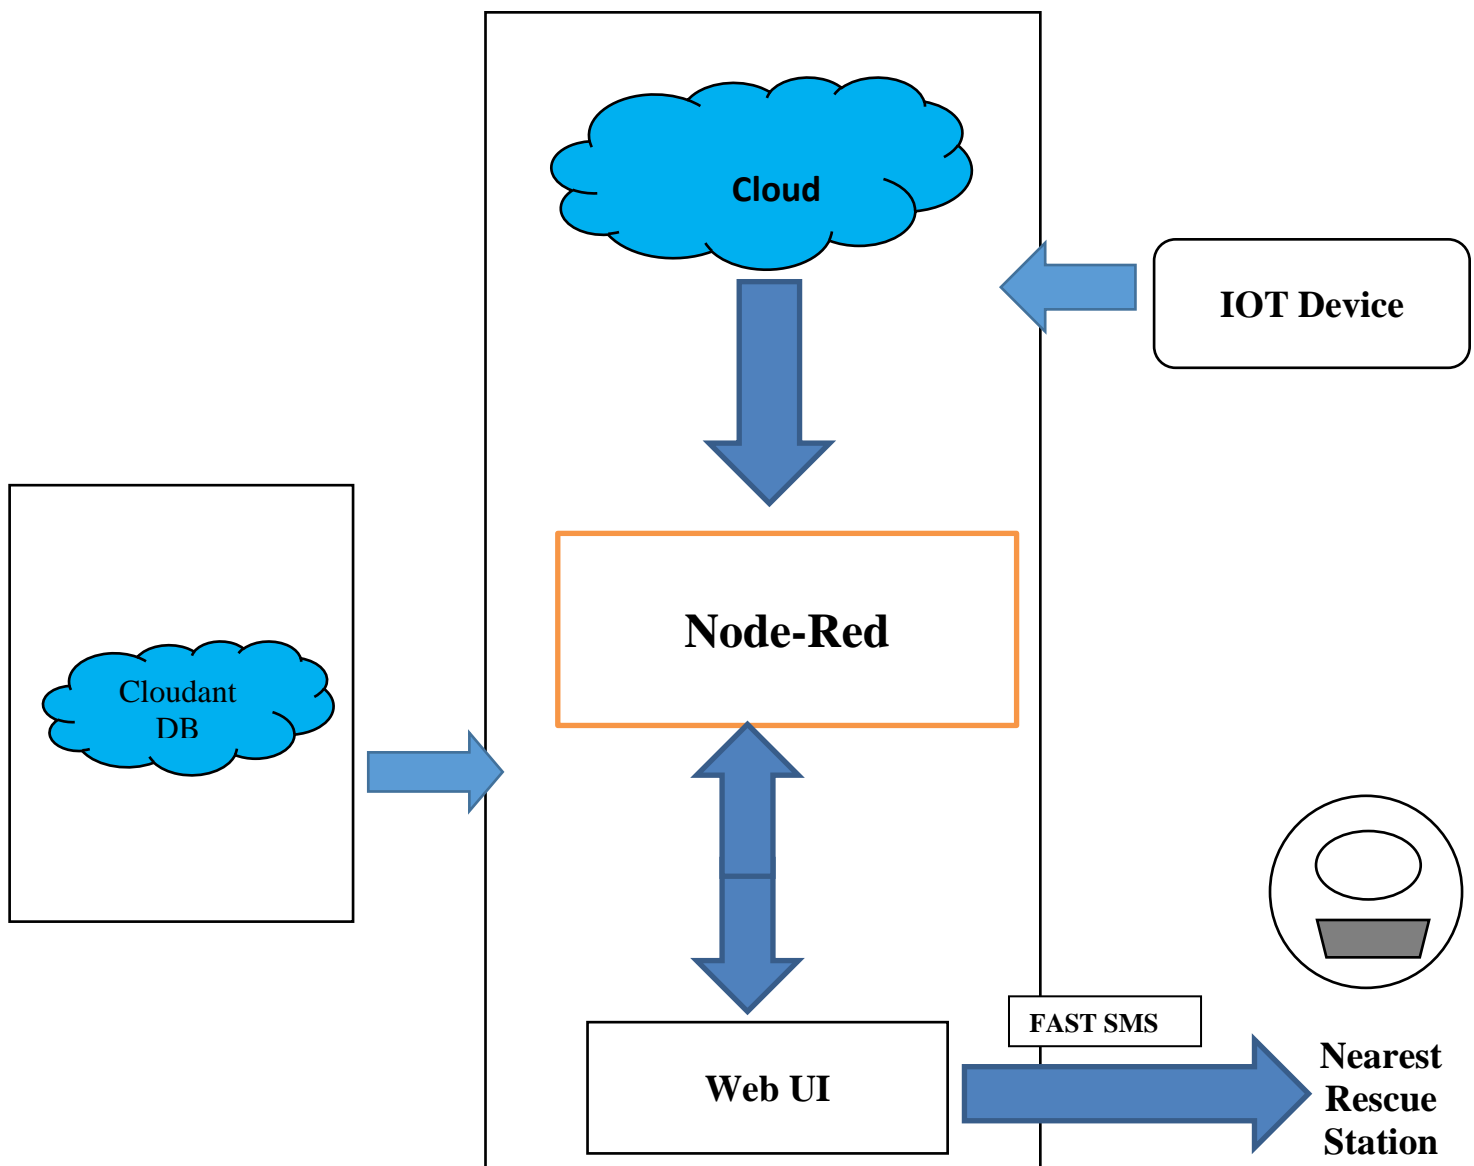 Cloud
IOT Device
Node-Red
Cloudant
DB
FAST SMS
Web UI
Nearest
Rescue
Station